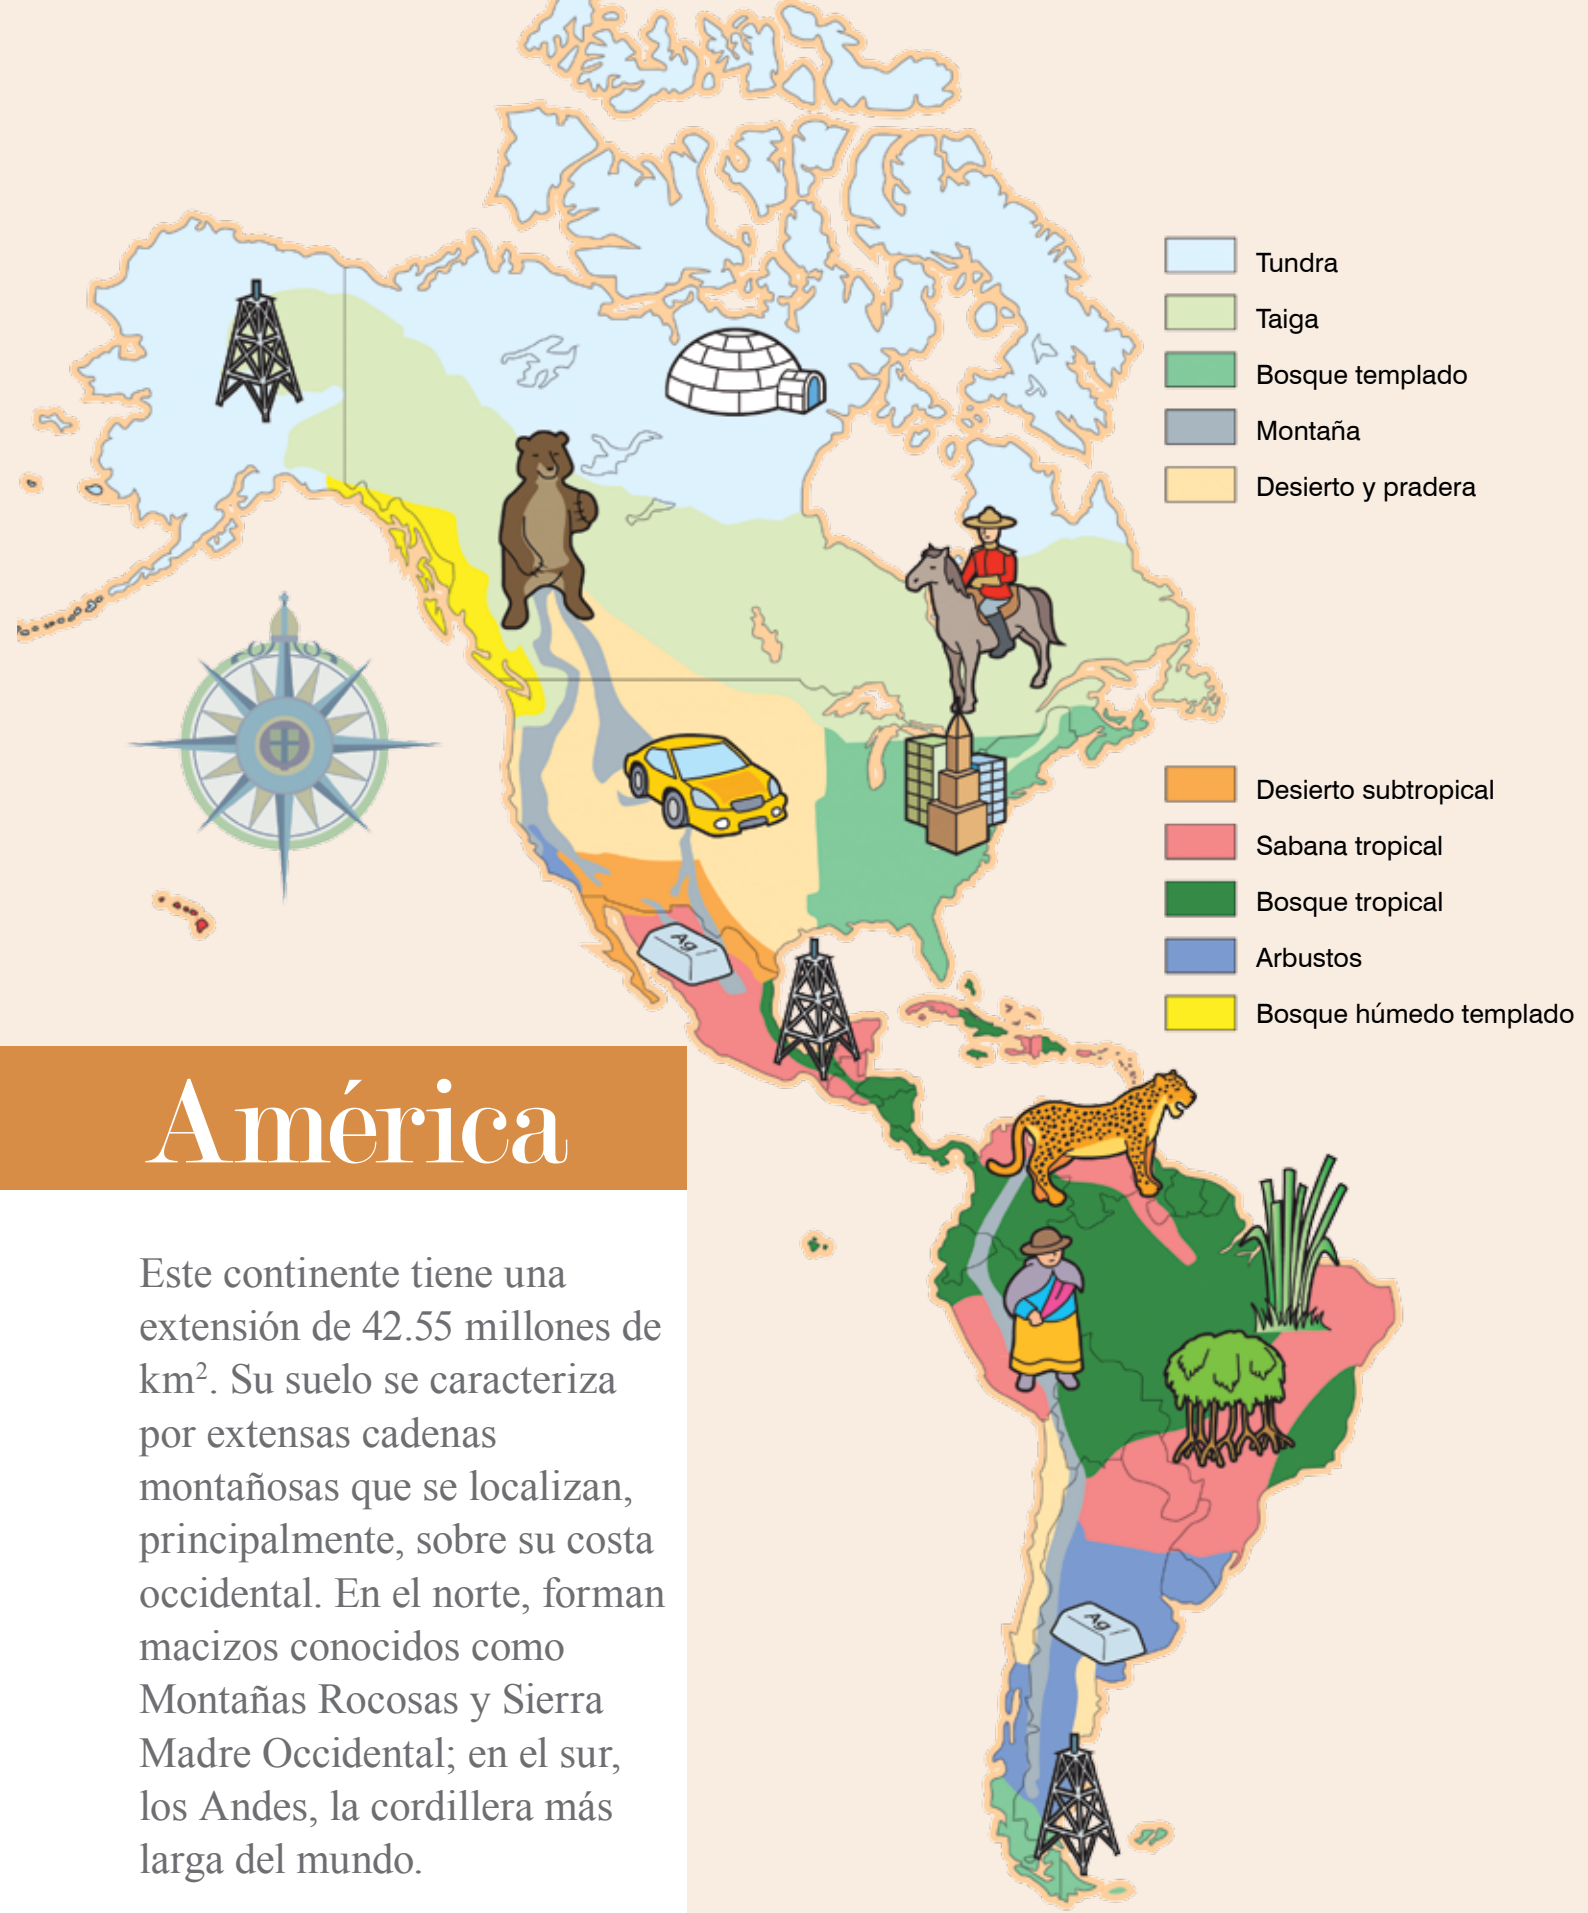 Tundra
Taiga
Bosque templado
Montaña
Desierto y pradera
Desierto subtropical
Sabana tropical
Bosque tropical
Arbustos
Bosque húmedo templado
Ag
Ag
América
Este continente tiene una
extensión de 42.55 millones de
km². Su suelo se caracteriza
por extensas cadenas
montañosas que se localizan,
principalmente, sobre su costa
occidental. En el norte, forman
macizos conocidos como
Montañas Rocosas y Sierra
Madre Occidental; en el sur,
los Andes, la cordillera más
larga del mundo.